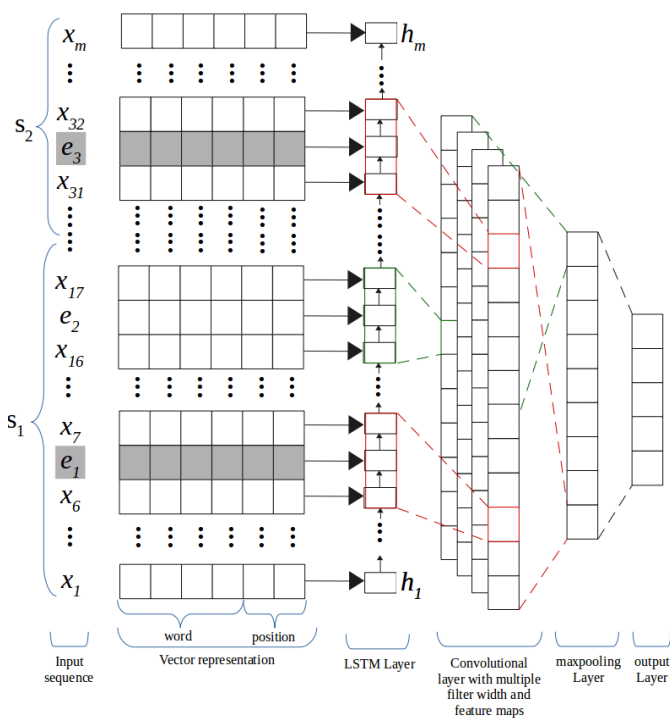 x_m
h_m
s_2
x_32
e_3
x_31
x_17
e_2
x_16
s_1
x_7
e_1
x_6
x_1
h_1
word
position
Input
sequence
Vector representation
LSTM Layer
Convolutional
layer with multiple
filter width and
feature maps
maxpooling
Layer
output
Layer